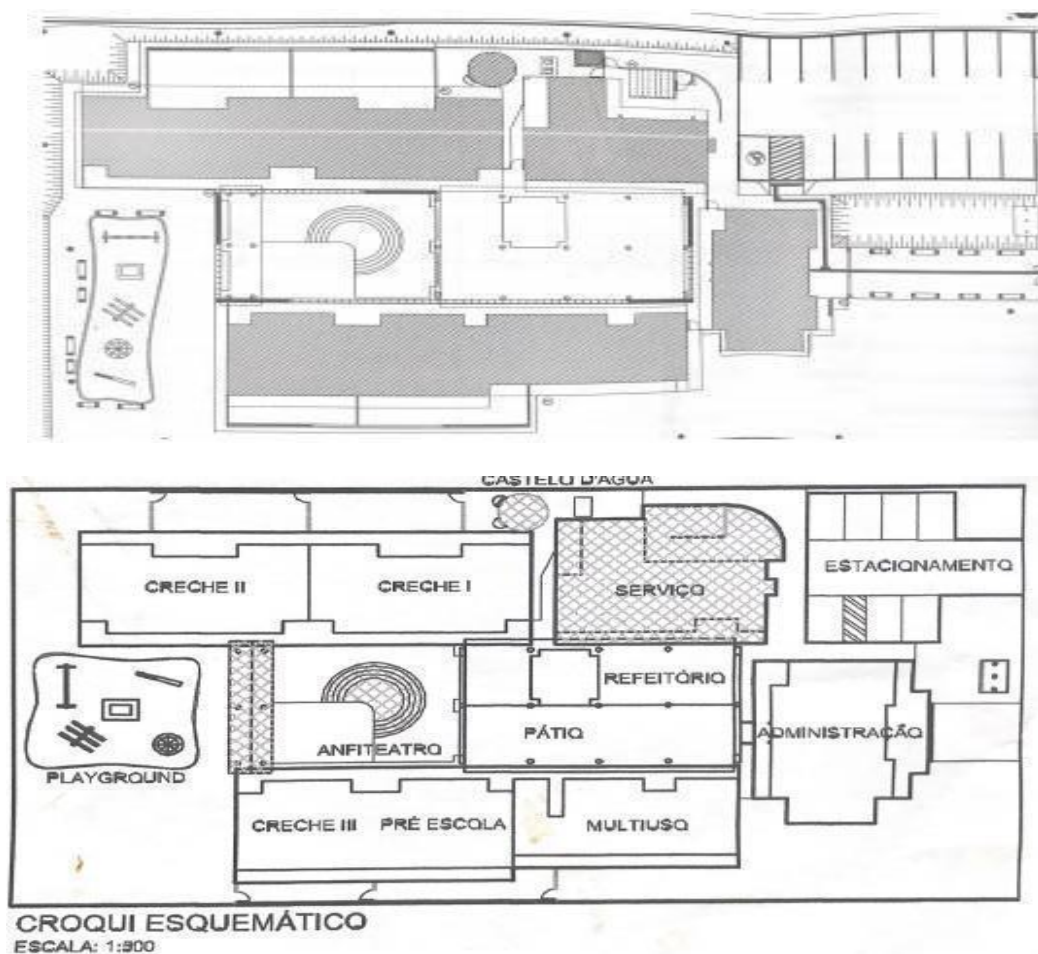 CASTELO D'AGUA
CRECHE II
CRECHE I
SERVIÇO
ESTACIONAMENTO
REFEITÓRIO
PÁTIO
ANFITEATRO
ADMINISTRAÇÃO
PLAYGROUND
CRECHE III PRÉ ESCOLA
MULTIUSO
CROQUI ESQUEMÁTICO
ESCALA: 1:900